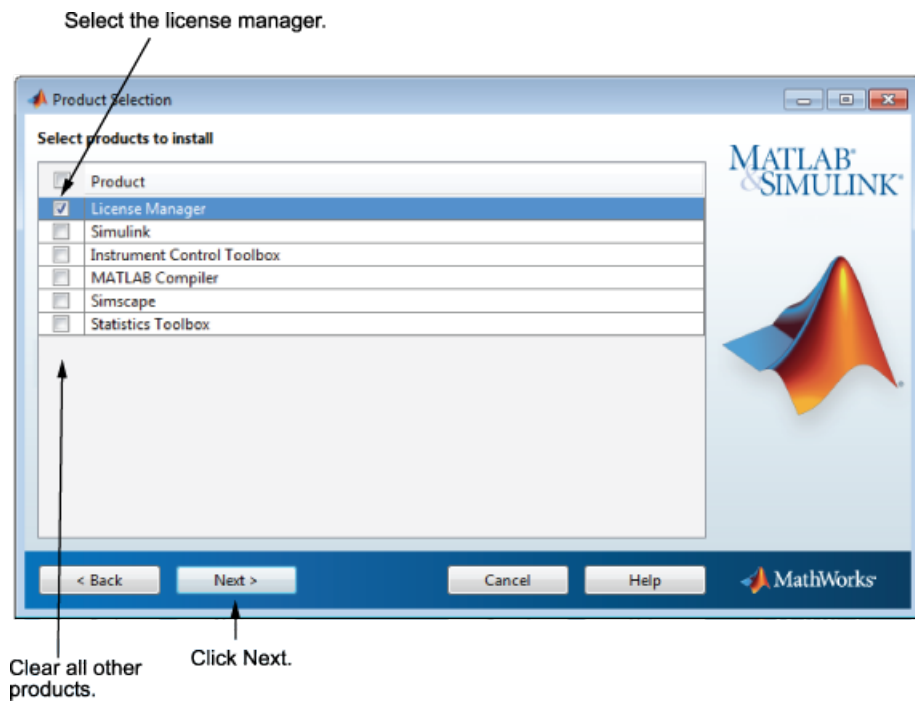 Select the license manager.
Product Selection
Select products to install
MATLAB®
&SIMULINK®
Product
License Manager
Simulink
Instrument Control Toolbox
MATLAB Compiler
Simscape
Statistics Toolbox
®
< Back
Next >
Cancel
Help
MathWorks®
Click Next.
Clear all other
products.